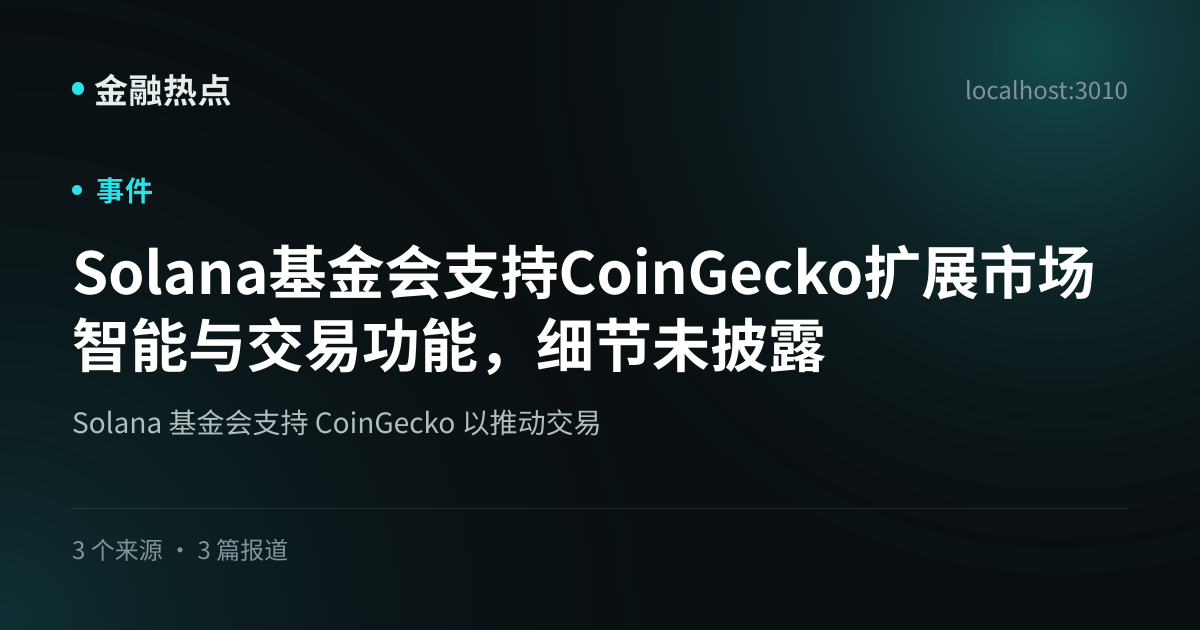 金融热点
localhost:3010
事件
Solana基金会支持CoinGecko扩展市场
智能与交易功能，细节未披露
Solana 基金会支持 CoinGecko 以推动交易
3 个来源 · 3 篇报道